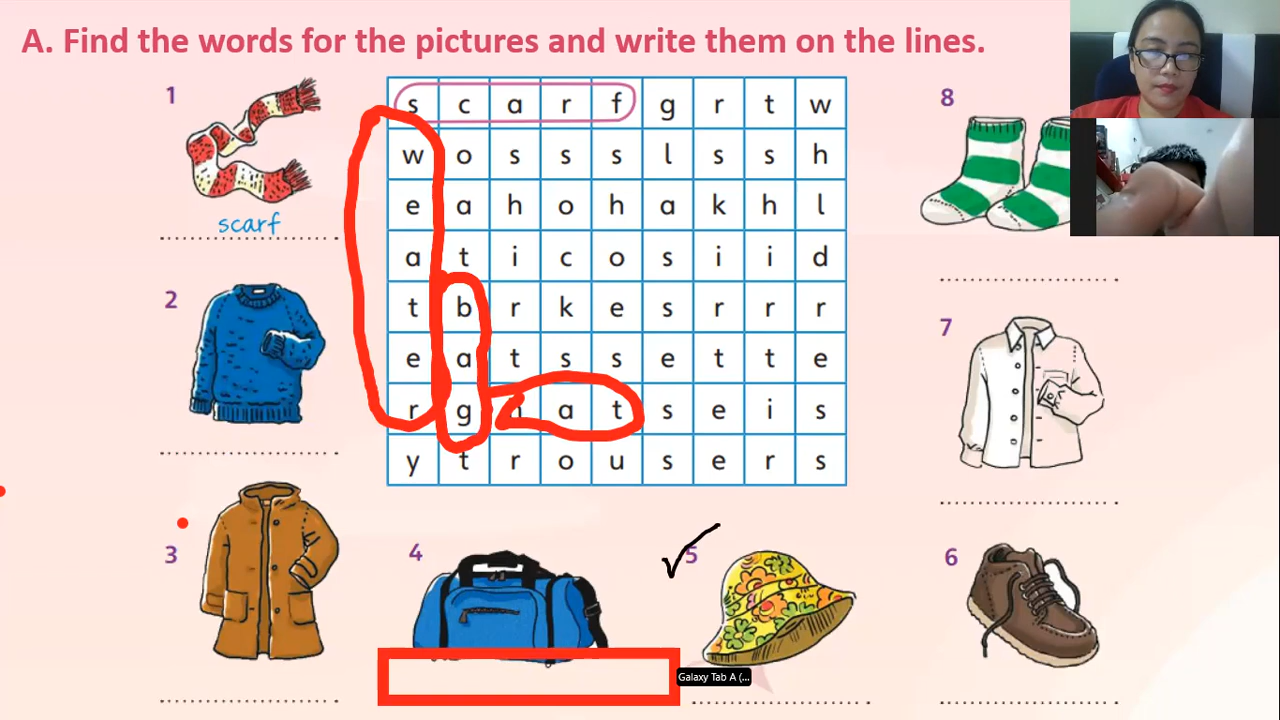 A. Find the words for the pictures and write them on the lines.
1
scarf
2
3
s c a r f g r t w
w o s s s l s s h
e a h o h a k h l
a t i c o s i i d
t b r k e s r r r
e a t s s e t t e
r g h a t s e i s
y t r o u s e r s
4
5
Galaxy Tab A (...
8
7
6